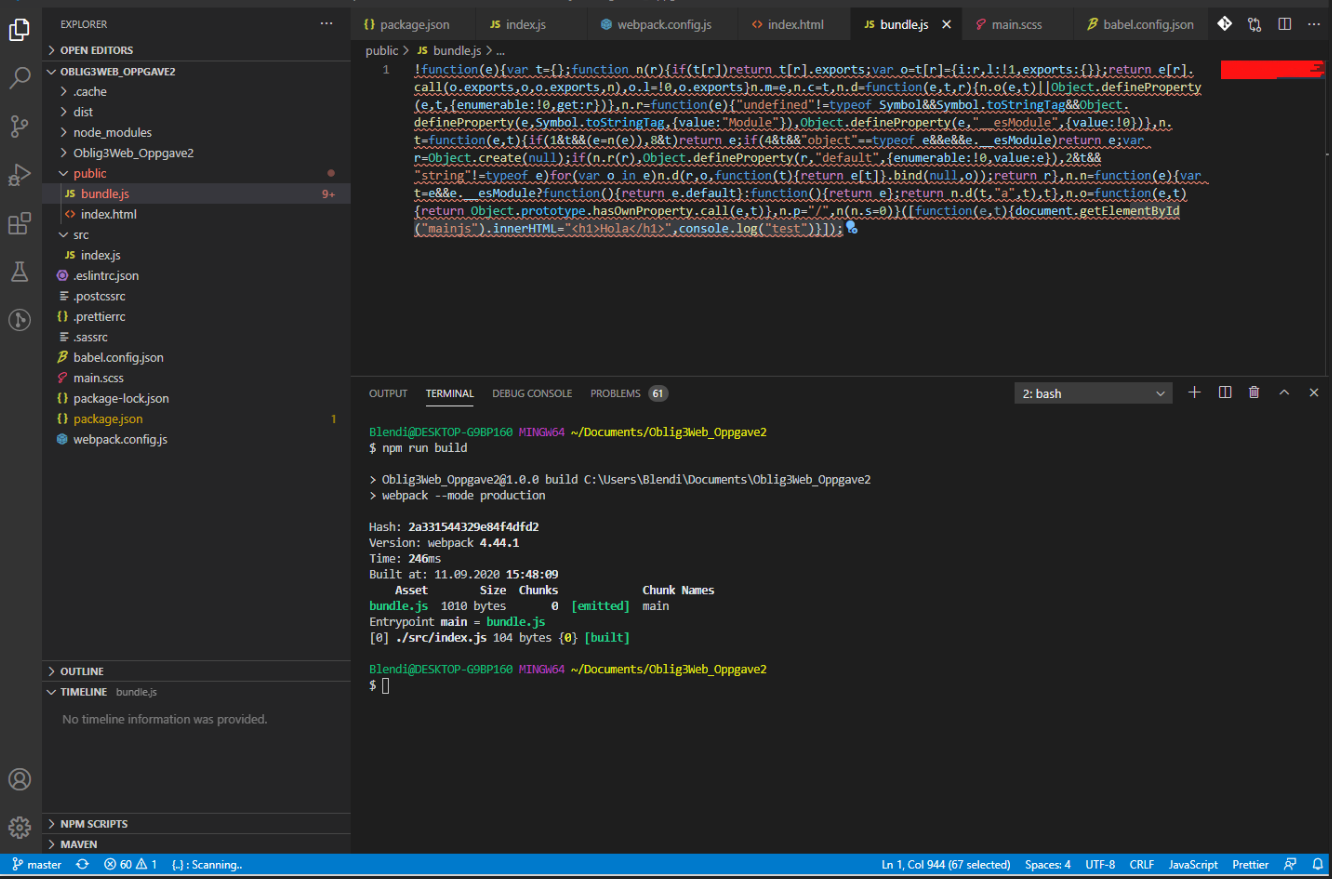 EXPLORER
OPEN EDITORS
OBLIG3WEB_OPPGAVE2
.cache
dist
node_modules
Oblig3Web_Oppgave2
public
JS bundle.js 9+
<> index.html
src
JS index.js
.eslintrc.json
.postcssrc
{} .prettierrc
.sassrc
babel.config.json
main.scss
{} package-lock.json
{} package.json 1
webpack.config.js
OUTLINE
TIMELINE bundle.js
No timeline information was provided.
NPM SCRIPTS
MAVEN
{} package.json JS index.js webpack.config.js <> index.html JS bundle.js main.scss babel.config.json
public > JS bundle.js > ...
1 !function(e){var t={};function n(r){if(t[r])return t[r].exports;var o=t[r]={i:r,l:!1,exports:{}};return e[r].
call(o.exports,o,o.exports,n),o.l=!0,o.exports}n.m=e,n.c=t,n.d=function(e,t,r){n.o(e,t)||Object.defineProperty
(e,t,{enumerable:!0,get:r})},n.r=function(e){"undefined"!=typeof Symbol&&Symbol.toStringTag&&Object.
defineProperty(e,Symbol.toStringTag,{value:"Module"}),Object.defineProperty(e,"__esModule",{value:!0})},n.
t=function(e,t){if(1&t&&(e=n(e)),8&t)return e;if(4&t&&"object"==typeof e&&e&&e.__esModule)return e;var
r=Object.create(null);if(n.r(r),Object.defineProperty(r,"default",{enumerable:!0,value:e}),2&t&&
"string"!=typeof e)for(var o in e)n.d(r,o,function(t){return e[t]}.bind(null,o));return r},n.n=function(e){var
t=e&&e.__esModule?function(){return e.default}:function(){return e};return n.d(t,"a",t),t},n.o=function(e,t)
{return Object.prototype.hasOwnProperty.call(e,t)},n.p="/",n(n.s=0)}([function(e,t){document.getElementById
("mainjs").innerHTML="<h1>Hola</h1>",console.log("test")}]);
OUTPUT TERMINAL DEBUG CONSOLE PROBLEMS 61 2: bash
Blendi@DESKTOP-G9BP160 MINGW64 ~/Documents/Oblig3Web_Oppgave2
$ npm run build
> Oblig3Web_Oppgave2@1.0.0 build C:\Users\Blendi\Documents\Oblig3Web_Oppgave2
> webpack --mode production
Hash: 2a331544329e84f4dfd2
Version: webpack 4.44.1
Time: 246ms
Built at: 11.09.2020 15:48:09
Asset Size Chunks Chunk Names
bundle.js 1010 bytes 0 [emitted] main
Entrypoint main = bundle.js
[0] ./src/index.js 104 bytes {0} [built]
Blendi@DESKTOP-G9BP160 MINGW64 ~/Documents/Oblig3Web_Oppgave2
$
master 60 1 {..} : Scanning.. Ln 1, Col 944 (67 selected) Spaces: 4 UTF-8 CRLF JavaScript Prettier